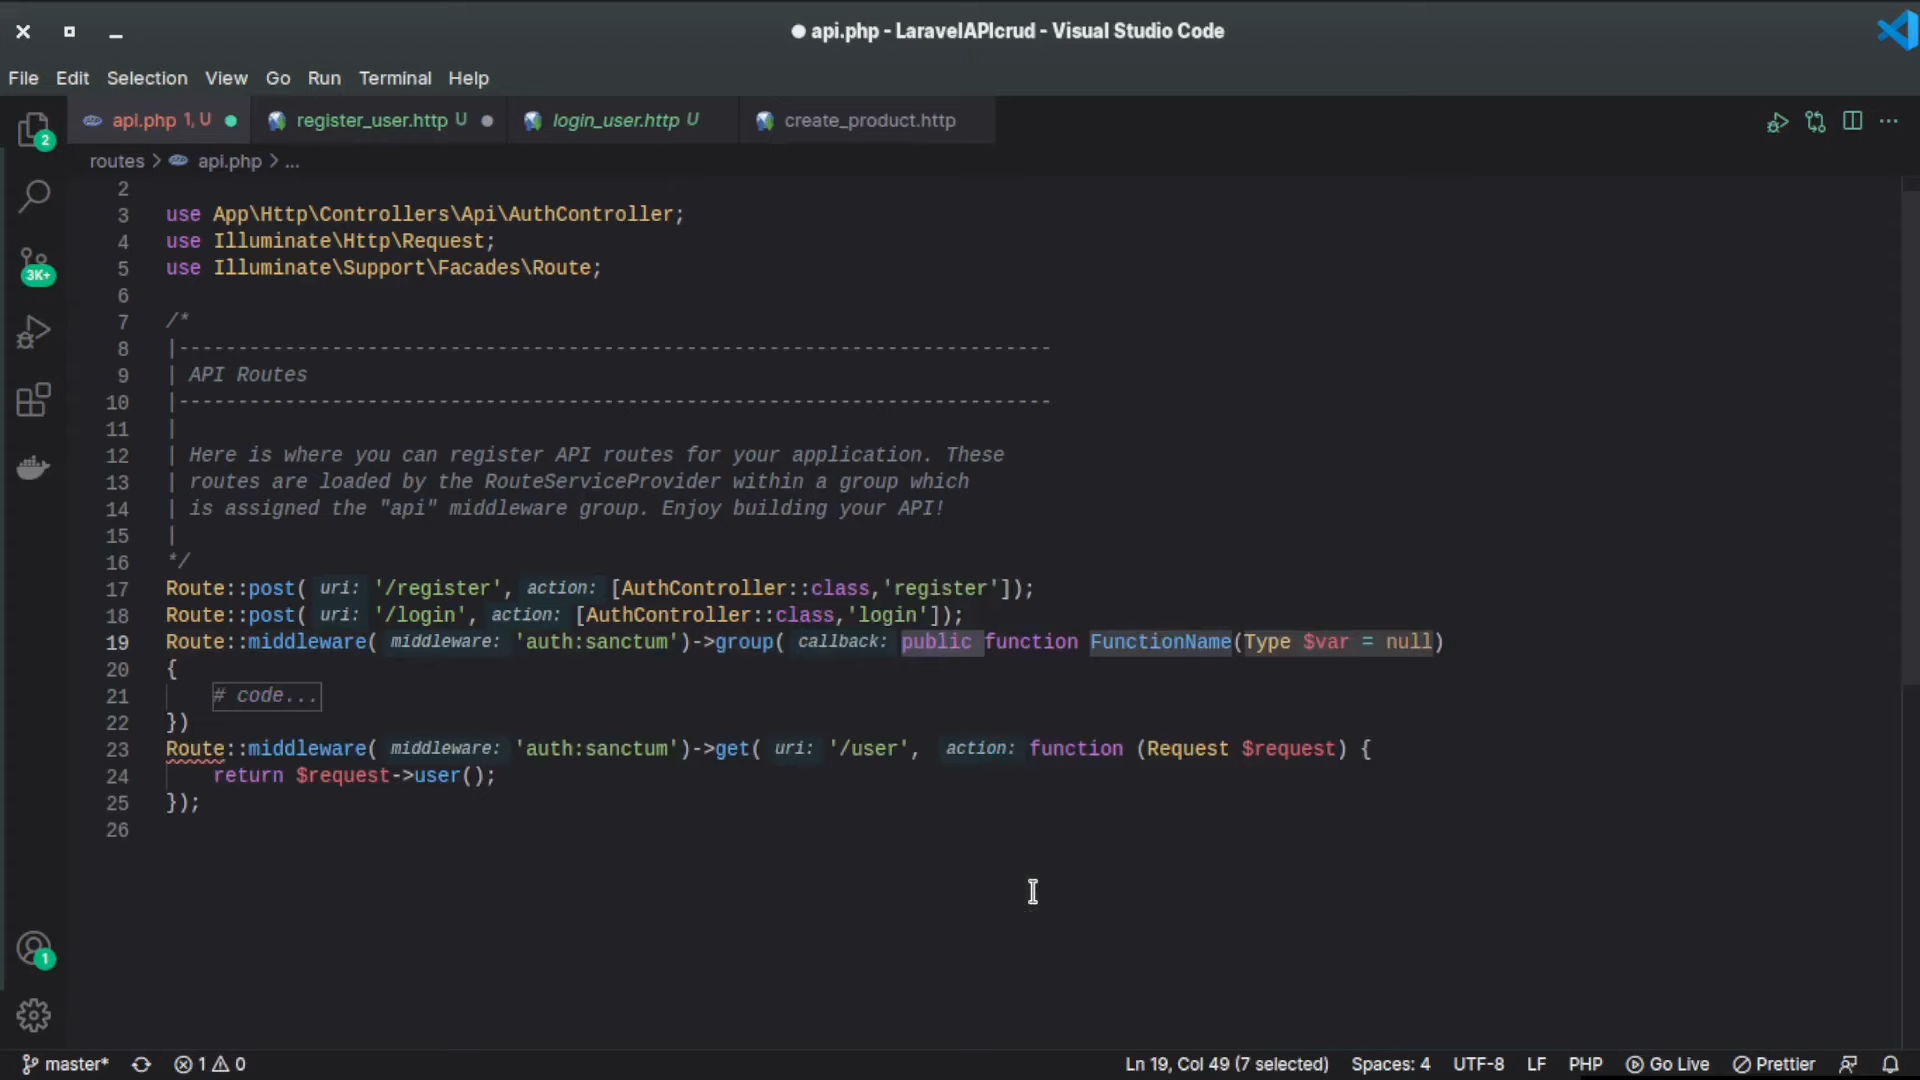 api.php - LaravelAPIcrud - Visual Studio Code
File Edit Selection View Go Run Terminal Help
api.php 1, U register_user.http U login_user.http U create_product.http
2
routes > api.php > ...
2
3 use App\Http\Controllers\Api\AuthController;
4 use Illuminate\Http\Request;
5 use Illuminate\Support\Facades\Route;
3K+
6
7 /*
8 |--------------------------------------------------------------------------
9 | API Routes
10 |--------------------------------------------------------------------------
11 |
12 | Here is where you can register API routes for your application. These
13 | routes are loaded by the RouteServiceProvider within a group which
14 | is assigned the "api" middleware group. Enjoy building your API!
15 |
16 */
17 Route::post( uri: '/register', action: [AuthController::class,'register']);
18 Route::post( uri: '/login', action: [AuthController::class,'login']);
19 Route::middleware( middleware: 'auth:sanctum')->group( callback: public function FunctionName(Type $var = null)
20 {
21 # code...
22 })
23 Route::middleware( middleware: 'auth:sanctum')->get( uri: '/user', action: function (Request $request) {
24 return $request->user();
25 });
26
1
master* 1 0 Ln 19, Col 49 (7 selected) Spaces: 4 UTF-8 LF PHP Go Live Prettier